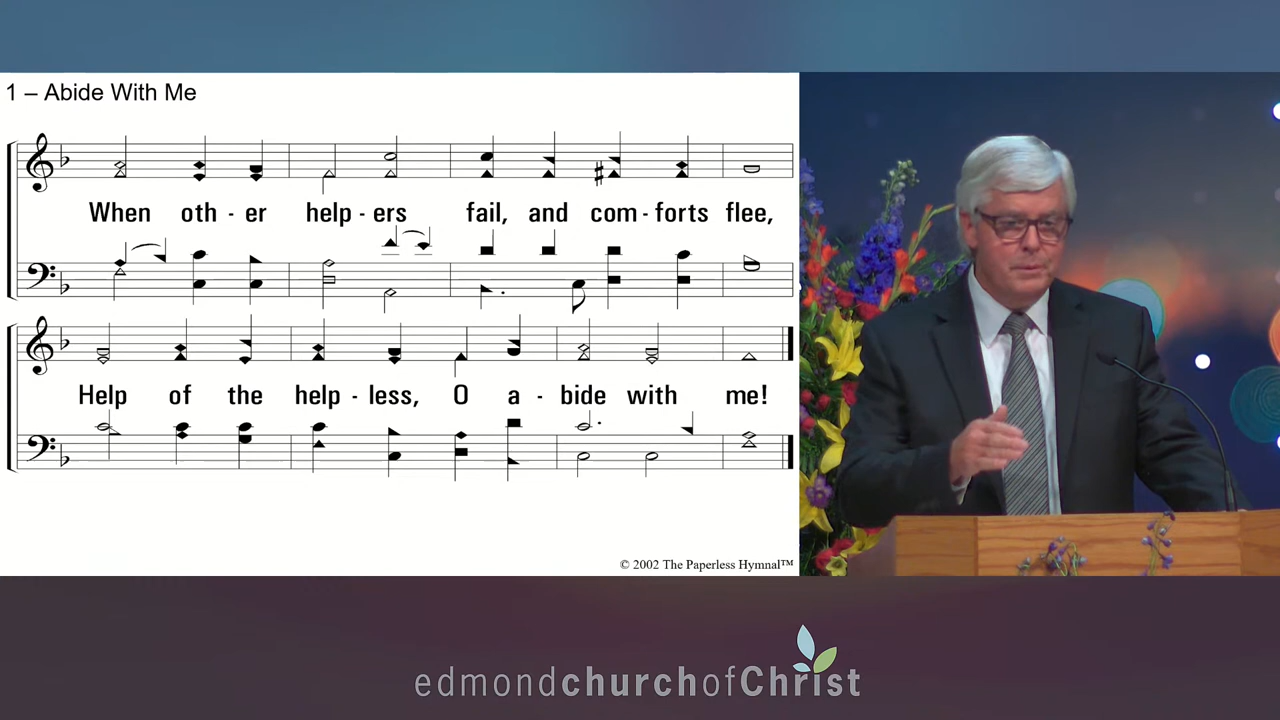 1 – Abide With Me
When oth - er help - ers fail, and com - forts flee,
Help of the help - less, O a - bide with me!
© 2002 The Paperless Hymnal™
edmondchurchofChrist